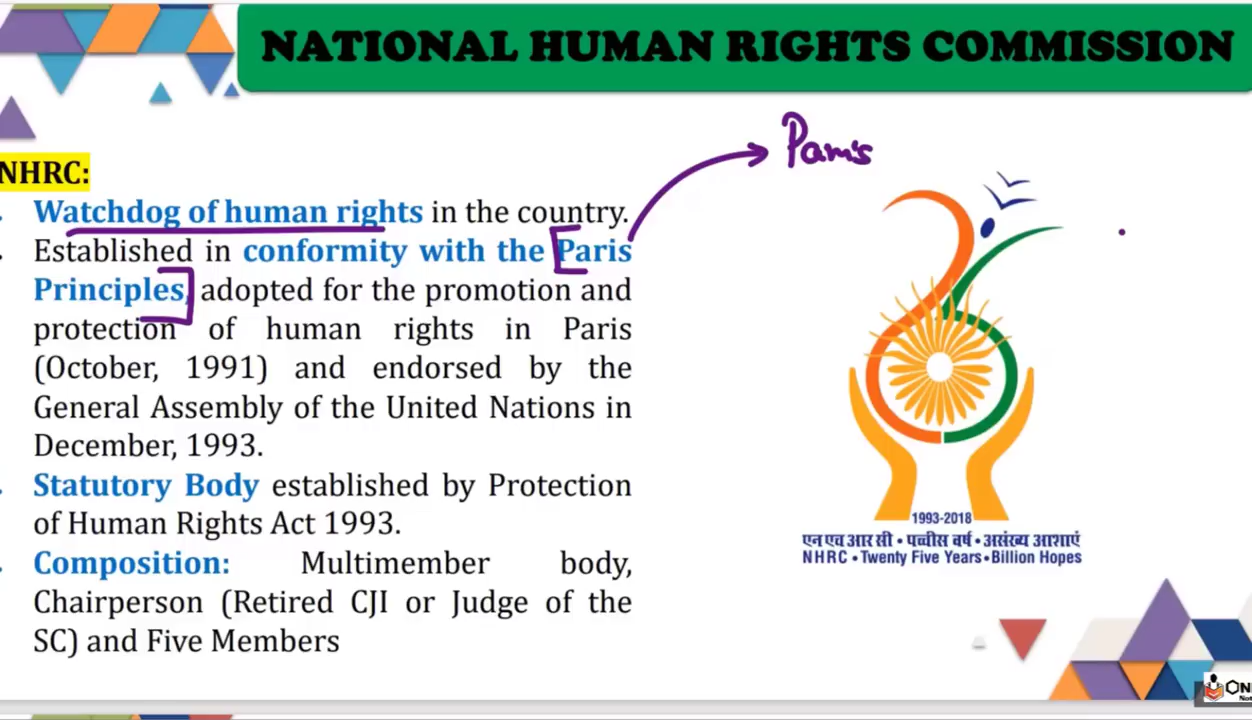 NATIONAL HUMAN RIGHTS COMMISSION
Paris
NHRC:
Watchdog of human rights in the country.
Established in conformity with the Paris
Principles, adopted for the promotion and
protection of human rights in Paris
(October, 1991) and endorsed by the
General Assembly of the United Nations in
December, 1993.
Statutory Body established by Protection
of Human Rights Act 1993.
Composition: Multimember body,
Chairperson (Retired CJI or Judge of the
SC) and Five Members
1993-2018
एन एच आर सी • पच्चीस वर्ष • असंख्य आशाएं
NHRC • Twenty Five Years • Billion Hopes